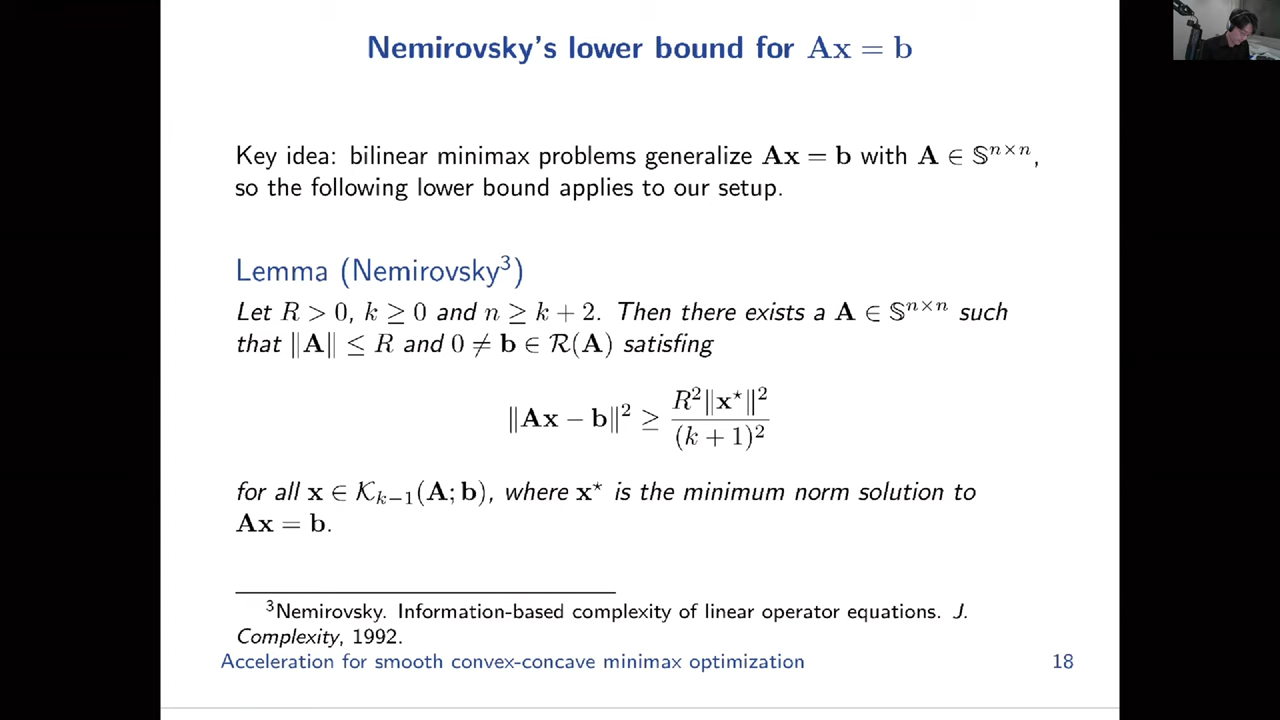 Nemirovsky's lower bound for Ax = b
Key idea: bilinear minimax problems generalize Ax = b with A ∈ 𝕊ⁿˣⁿ,
so the following lower bound applies to our setup.
Lemma (Nemirovsky³)
Let R > 0, k ≥ 0 and n ≥ k + 2. Then there exists a A ∈ 𝕊ⁿˣⁿ such
that ‖A‖ ≤ R and 0 ≠ b ∈ ℛ(A) satisfing
‖Ax − b‖² ≥ R²‖x⋆‖² / (k + 1)²
for all x ∈ 𝒦ₖ₋₁(A; b), where x⋆ is the minimum norm solution to
Ax = b.
³Nemirovsky. Information-based complexity of linear operator equations. J.
Complexity, 1992.
Acceleration for smooth convex-concave minimax optimization 18